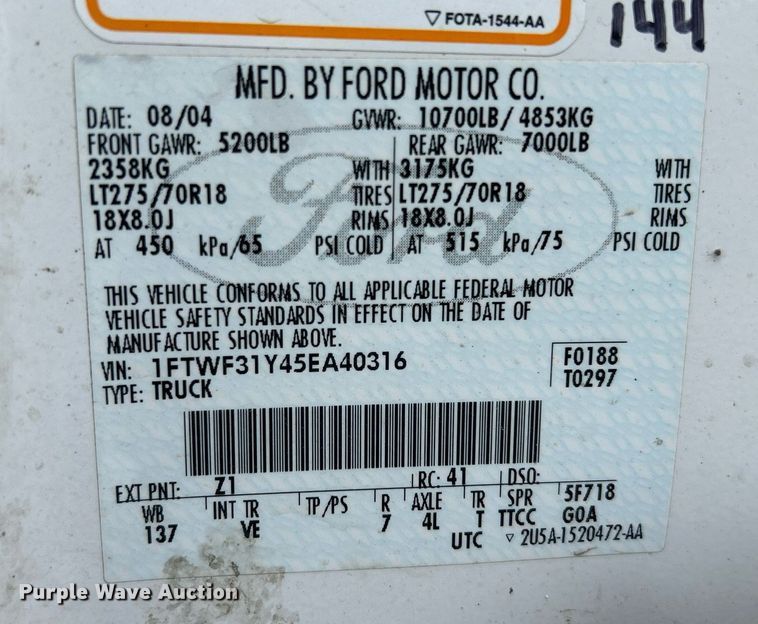 ▽ FOTA-1544-AA
144
MFD. BY FORD MOTOR CO.
DATE: 08/04 GVWR: 10700LB/ 4853KG
FRONT GAWR: 5200LB REAR GAWR: 7000LB
2358KG WITH 3175KG WITH
LT275/70R18 TIRES LT275/70R18 TIRES
18X8.0J RIMS 18X8.0J RIMS
AT 450 kPa/65 PSI COLD AT 515 kPa/75 PSI COLD
Ford
THIS VEHICLE CONFORMS TO ALL APPLICABLE FEDERAL MOTOR
VEHICLE SAFETY STANDARDS IN EFFECT ON THE DATE OF
MANUFACTURE SHOWN ABOVE.
VIN: 1FTWF31Y45EA40316 F0188
TYPE: TRUCK T0297
EXT PNT: Z1 RC: 41 DSO:
WB INT TR TP/PS R AXLE TR SPR 5F718
137 VE 7 4L T TTCC GOA
UTC ▽ 2U5A-1520472-AA
Purple Wave Auction